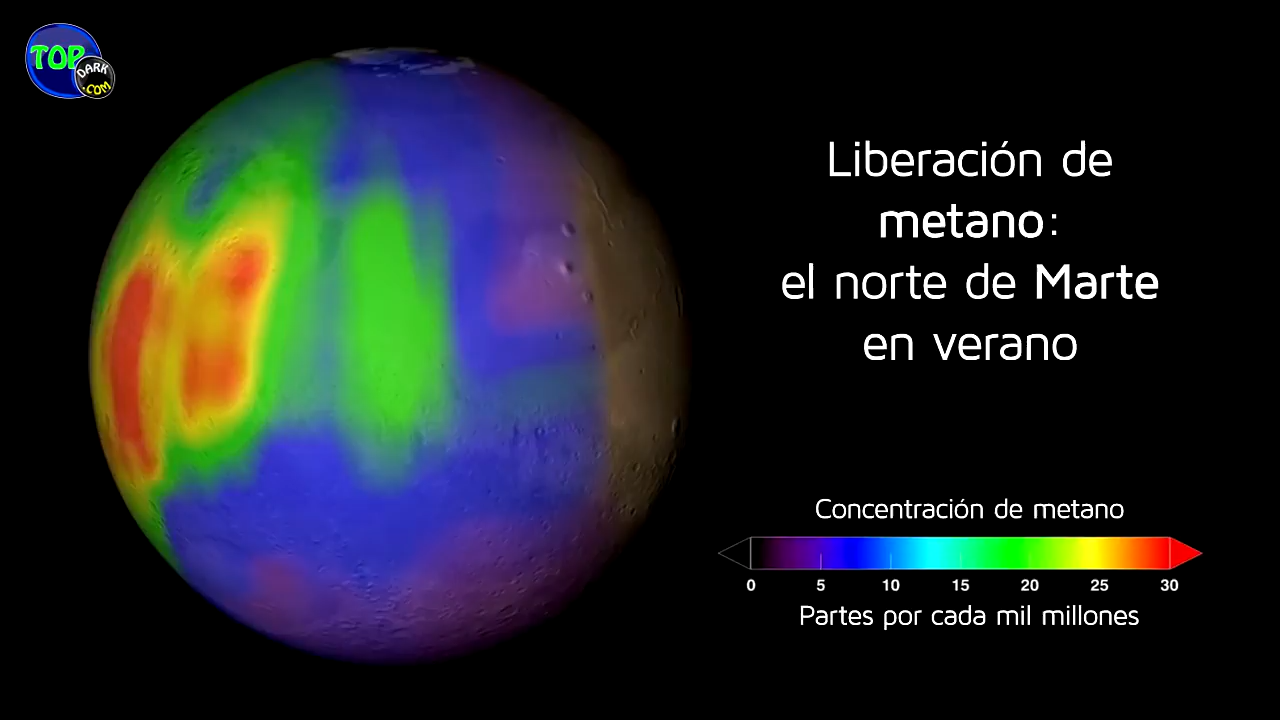 TOP
DARK
.COM
Liberación de
metano:
el norte de Marte
en verano
Concentración de metano
0 5 10 15 20 25 30
Partes por cada mil millones